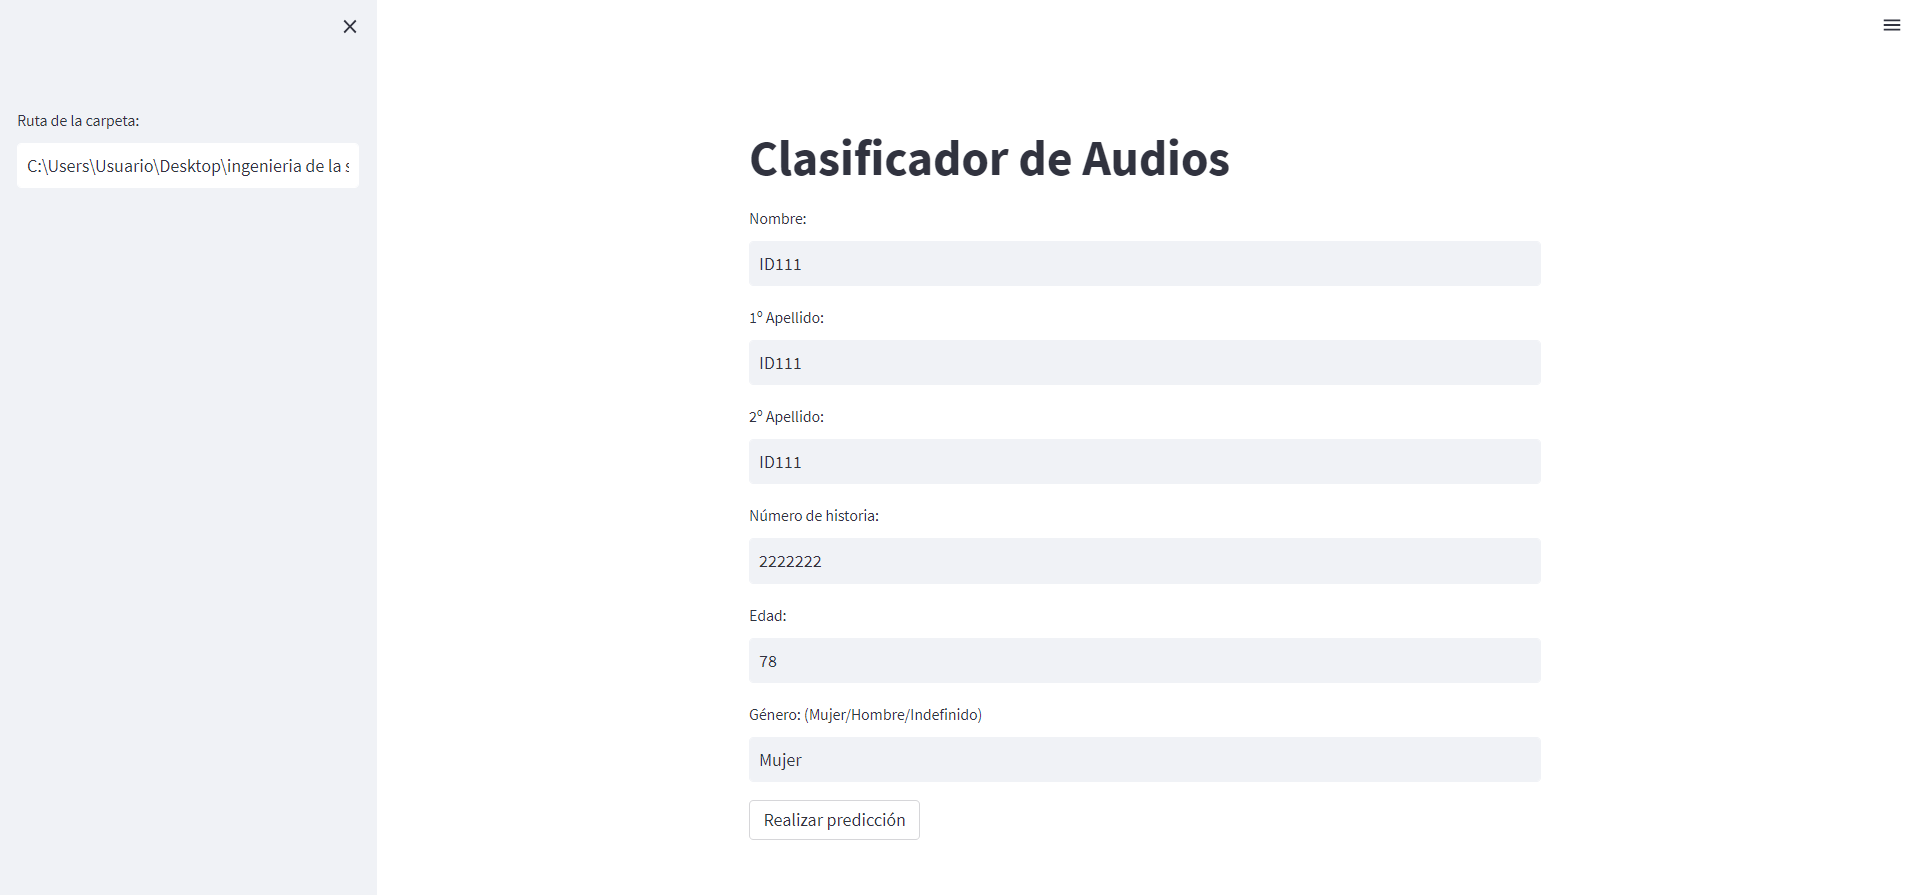 Ruta de la carpeta:
C:\Users\Usuario\Desktop\ingenieria de la s
Clasificador de Audios
Nombre:
ID111
1º Apellido:
ID111
2º Apellido:
ID111
Número de historia:
2222222
Edad:
78
Género: (Mujer/Hombre/Indefinido)
Mujer
Realizar predicción